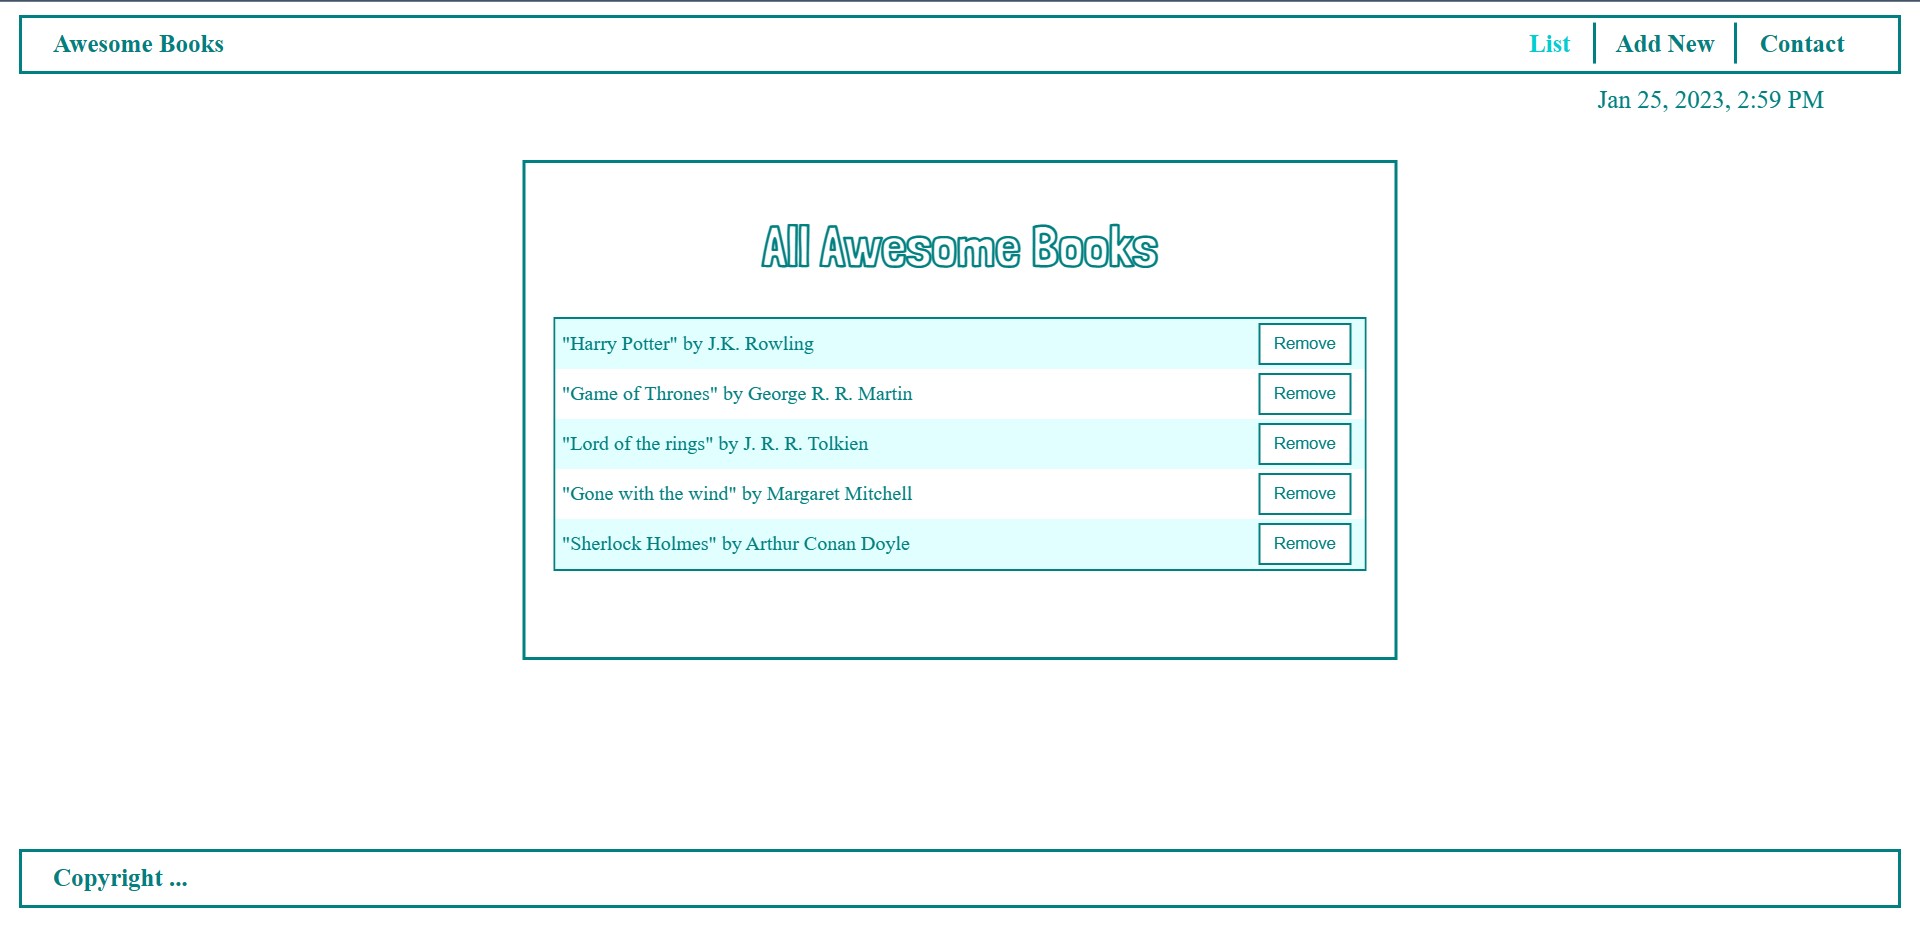 Awesome Books List Add New Contact
Jan 25, 2023, 2:59 PM
All Awesome Books
"Harry Potter" by J.K. Rowling Remove
"Game of Thrones" by George R. R. Martin Remove
"Lord of the rings" by J. R. R. Tolkien Remove
"Gone with the wind" by Margaret Mitchell Remove
"Sherlock Holmes" by Arthur Conan Doyle Remove
Copyright ...